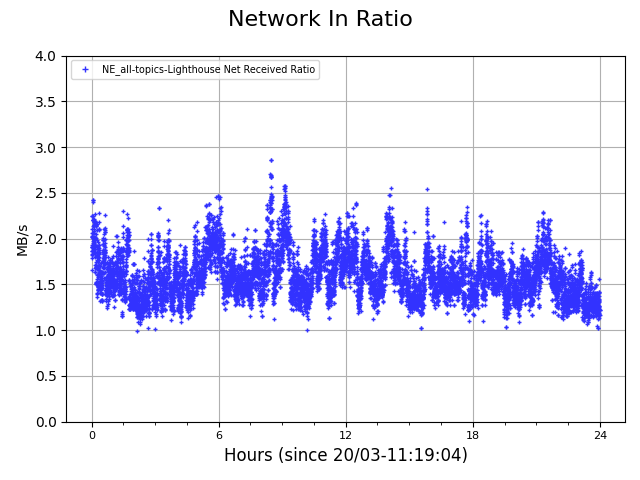 Network In Ratio
NE_all-topics-Lighthouse Net Received Ratio
MB/s
4.0
3.5
3.0
2.5
2.0
1.5
1.0
0.5
0.0
0 6 12 18 24
Hours (since 20/03-11:19:04)